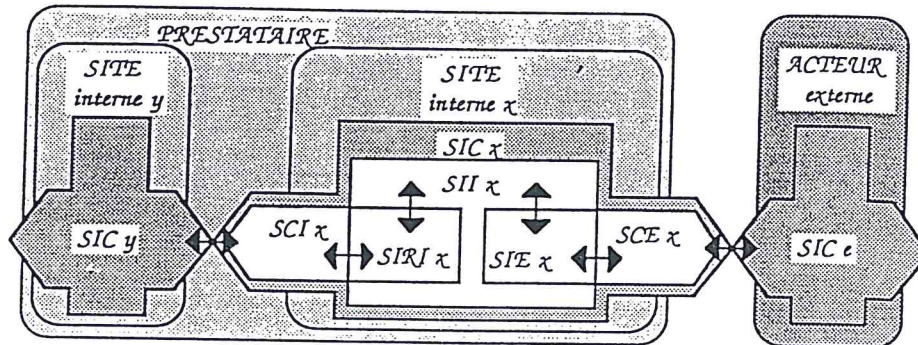 PRESTATAIRE
SITE
interne y
SITE
interne x
ACTEUR
externe
SIC x
SII x
SIC y
SCI x
SIRI x
SIE x
SCE x
SIC e